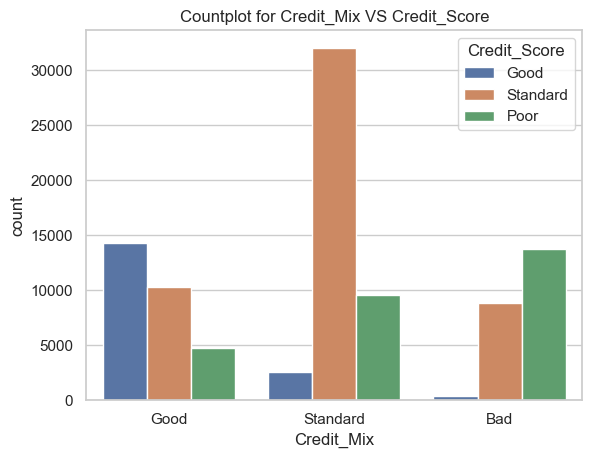 Countplot for Credit_Mix VS Credit_Score
Credit_Score
Good
Standard
Poor
30000
25000
20000
15000
10000
5000
0
count
Good
Standard
Bad
Credit_Mix